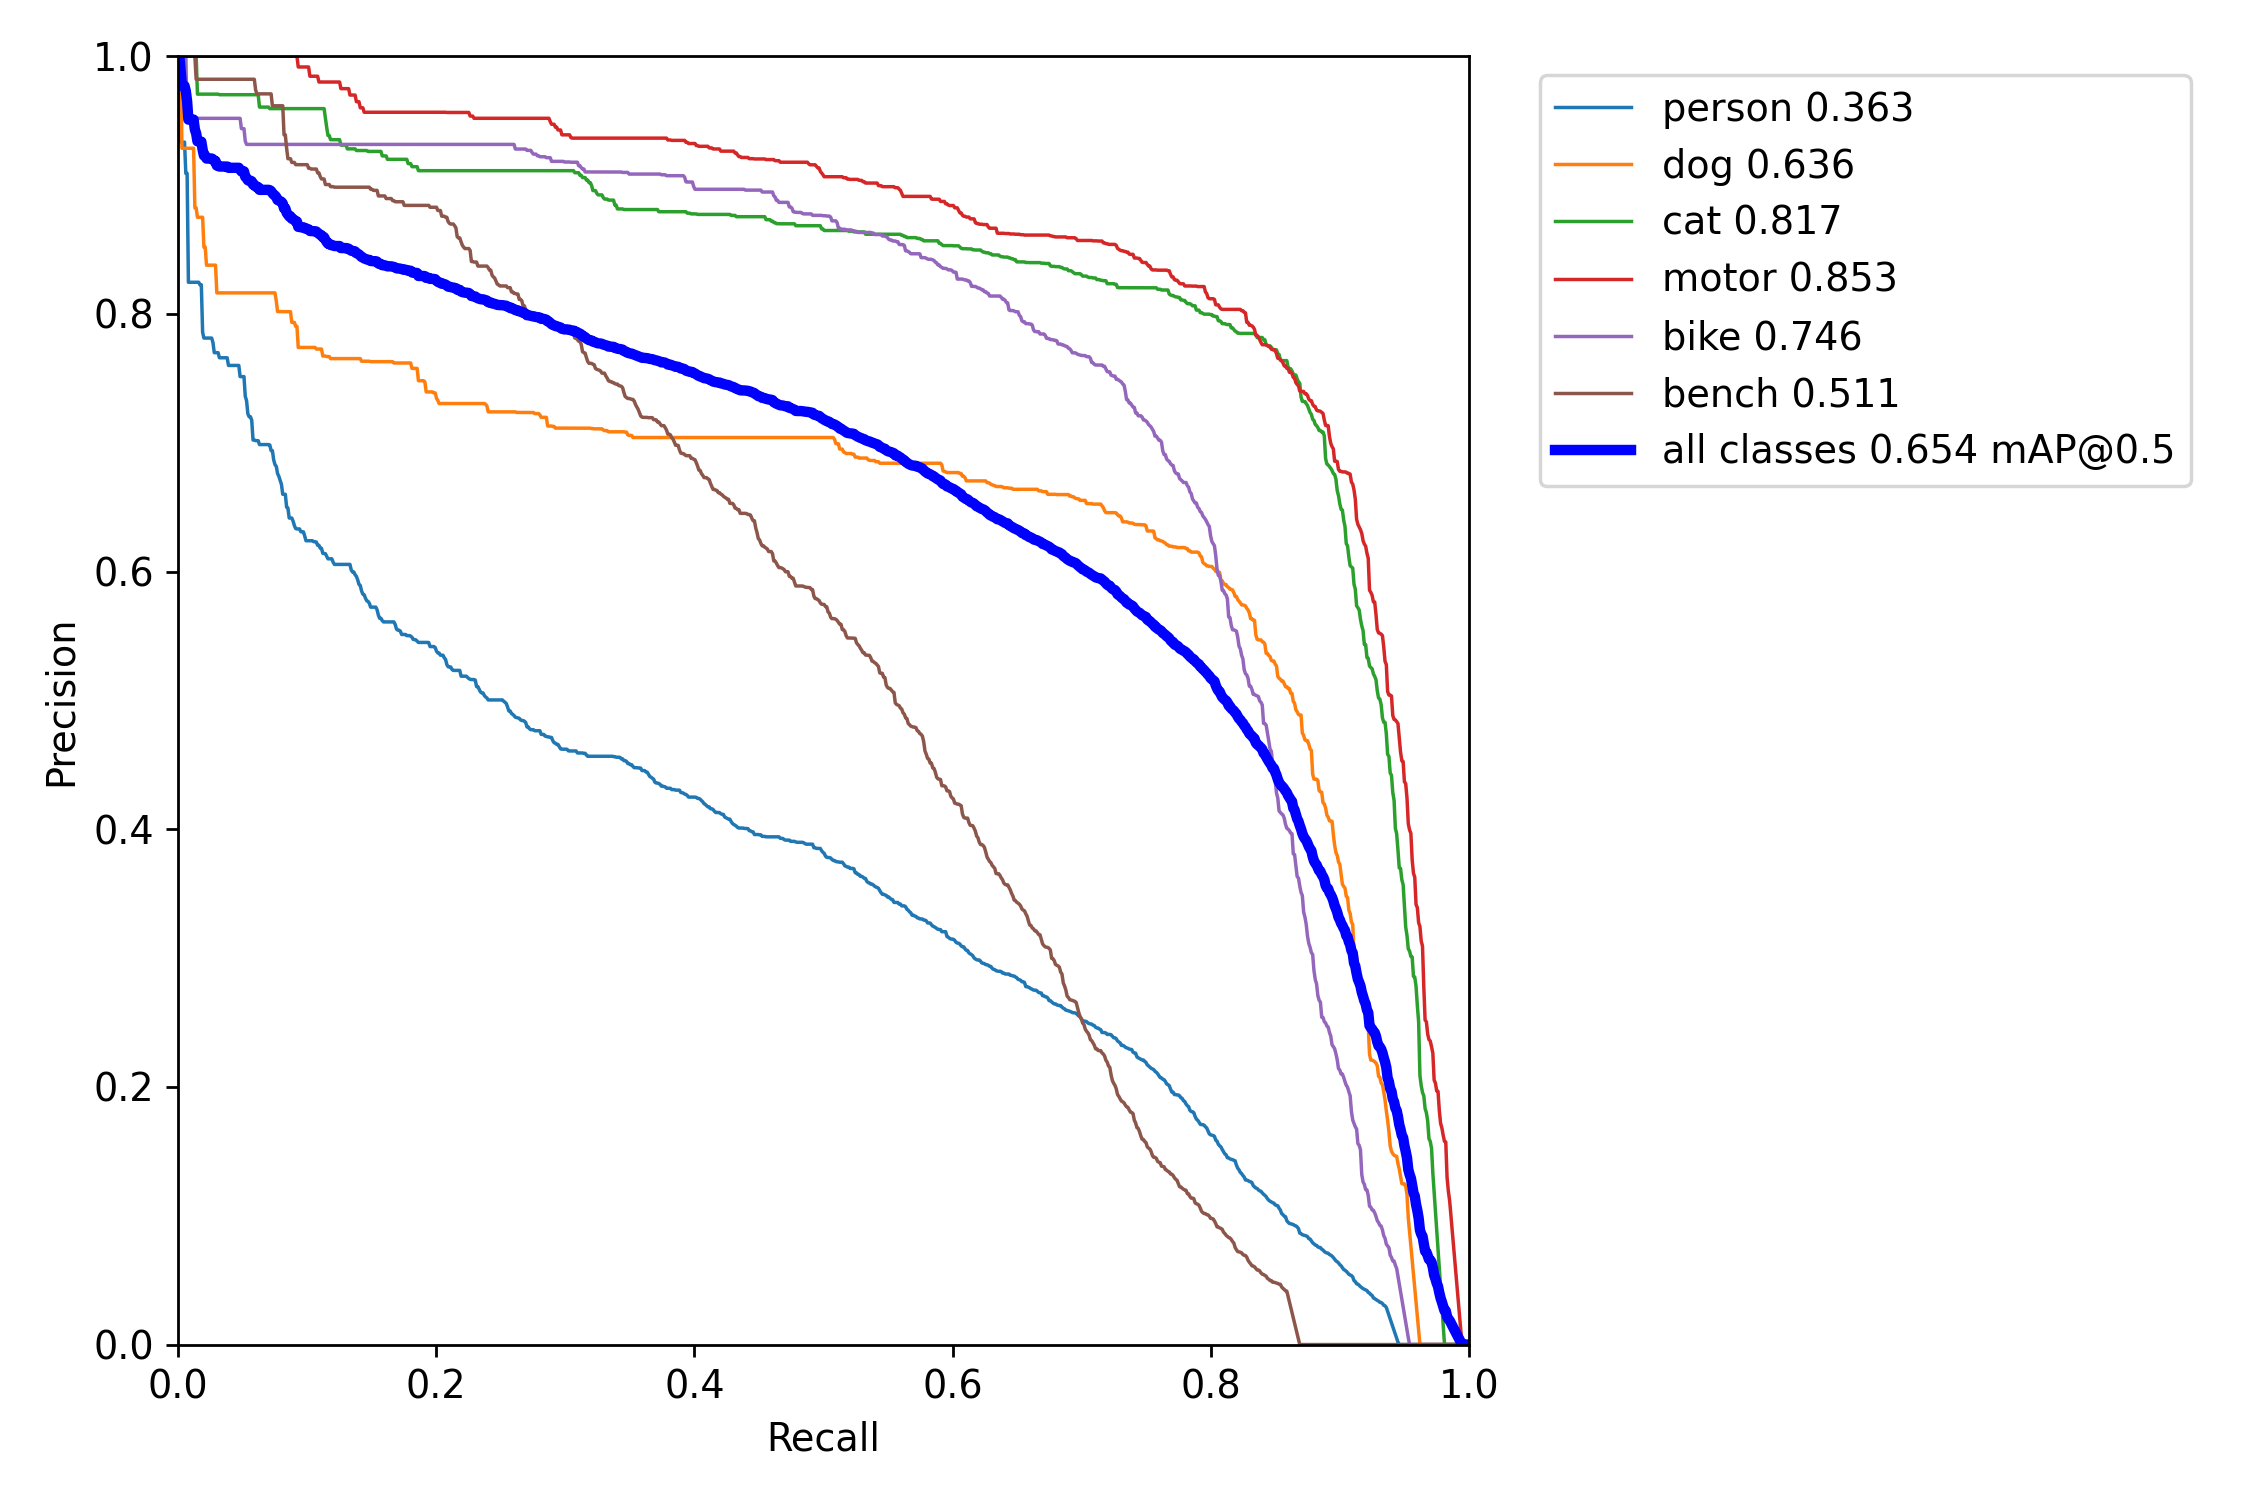 1.0
0.8
0.6
0.4
0.2
0.0
Precision
0.0 0.2 0.4 0.6 0.8 1.0
Recall
person 0.363
dog 0.636
cat 0.817
motor 0.853
bike 0.746
bench 0.511
all classes 0.654 mAP@0.5